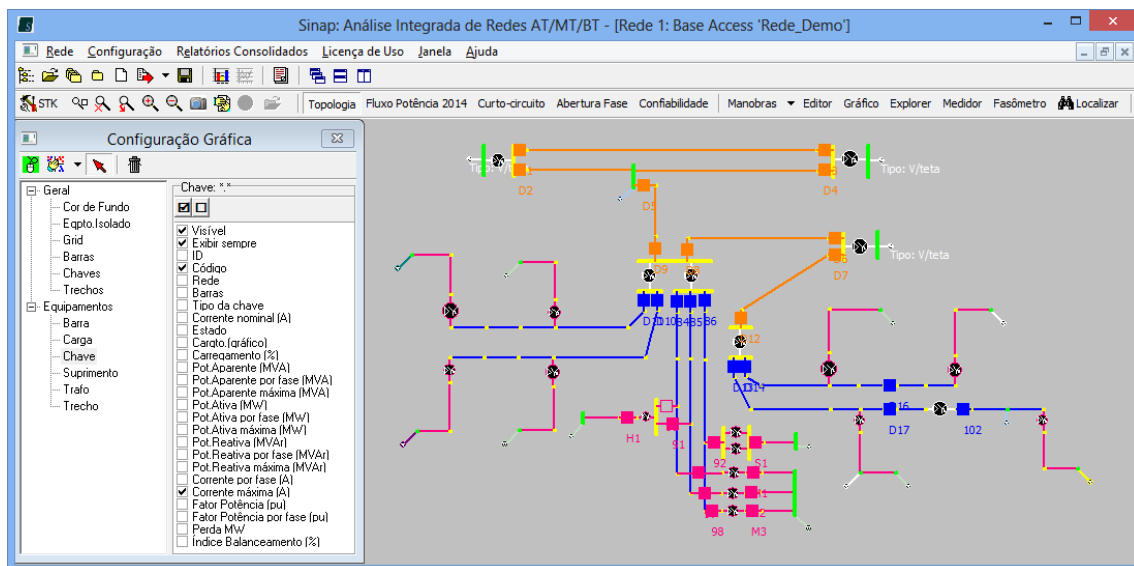 Sinap: Análise Integrada de Redes AT/MT/BT - [Rede 1: Base Access 'Rede_Demo']
Rede Configuração Relatórios Consolidados Licença de Uso Janela Ajuda
STK Topologia Fluxo Potência 2014 Curto-circuito Abertura Fase Confiabilidade Manobras Editor Gráfico Explorer Medidor Fasômetro Localizar
Configuração Gráfica
Geral
Cor de Fundo
Eqpto.Isolado
Grid
Barras
Chaves
Trechos
Equipamentos
Barra
Carga
Chave
Suprimento
Trafo
Trecho
Chave: *.*
Visível
Exibir sempre
ID
Código
Rede
Barras
Tipo da chave
Corrente nominal (A)
Estado
Cargto.(gráfico)
Carregamento (%)
Pot.Aparente (MVA)
Pot.Aparente por fase (MVA)
Pot.Aparente máxima (MVA)
Pot.Ativa (MW)
Pot.Ativa por fase (MW)
Pot.Ativa máxima (MW)
Pot.Reativa (MVAr)
Pot.Reativa por fase (MVAr)
Pot.Reativa máxima (MVAr)
Corrente por fase (A)
Corrente máxima (A)
Fator Potência (pu)
Fator Potência por fase (pu)
Perda MW
Índice Balanceamento (%)
Tipo: V/teta
D2
D4
D5
Tipo: V/teta
D9
D7
D12
D16
D17
102
H1
91
92
S1
98
M3